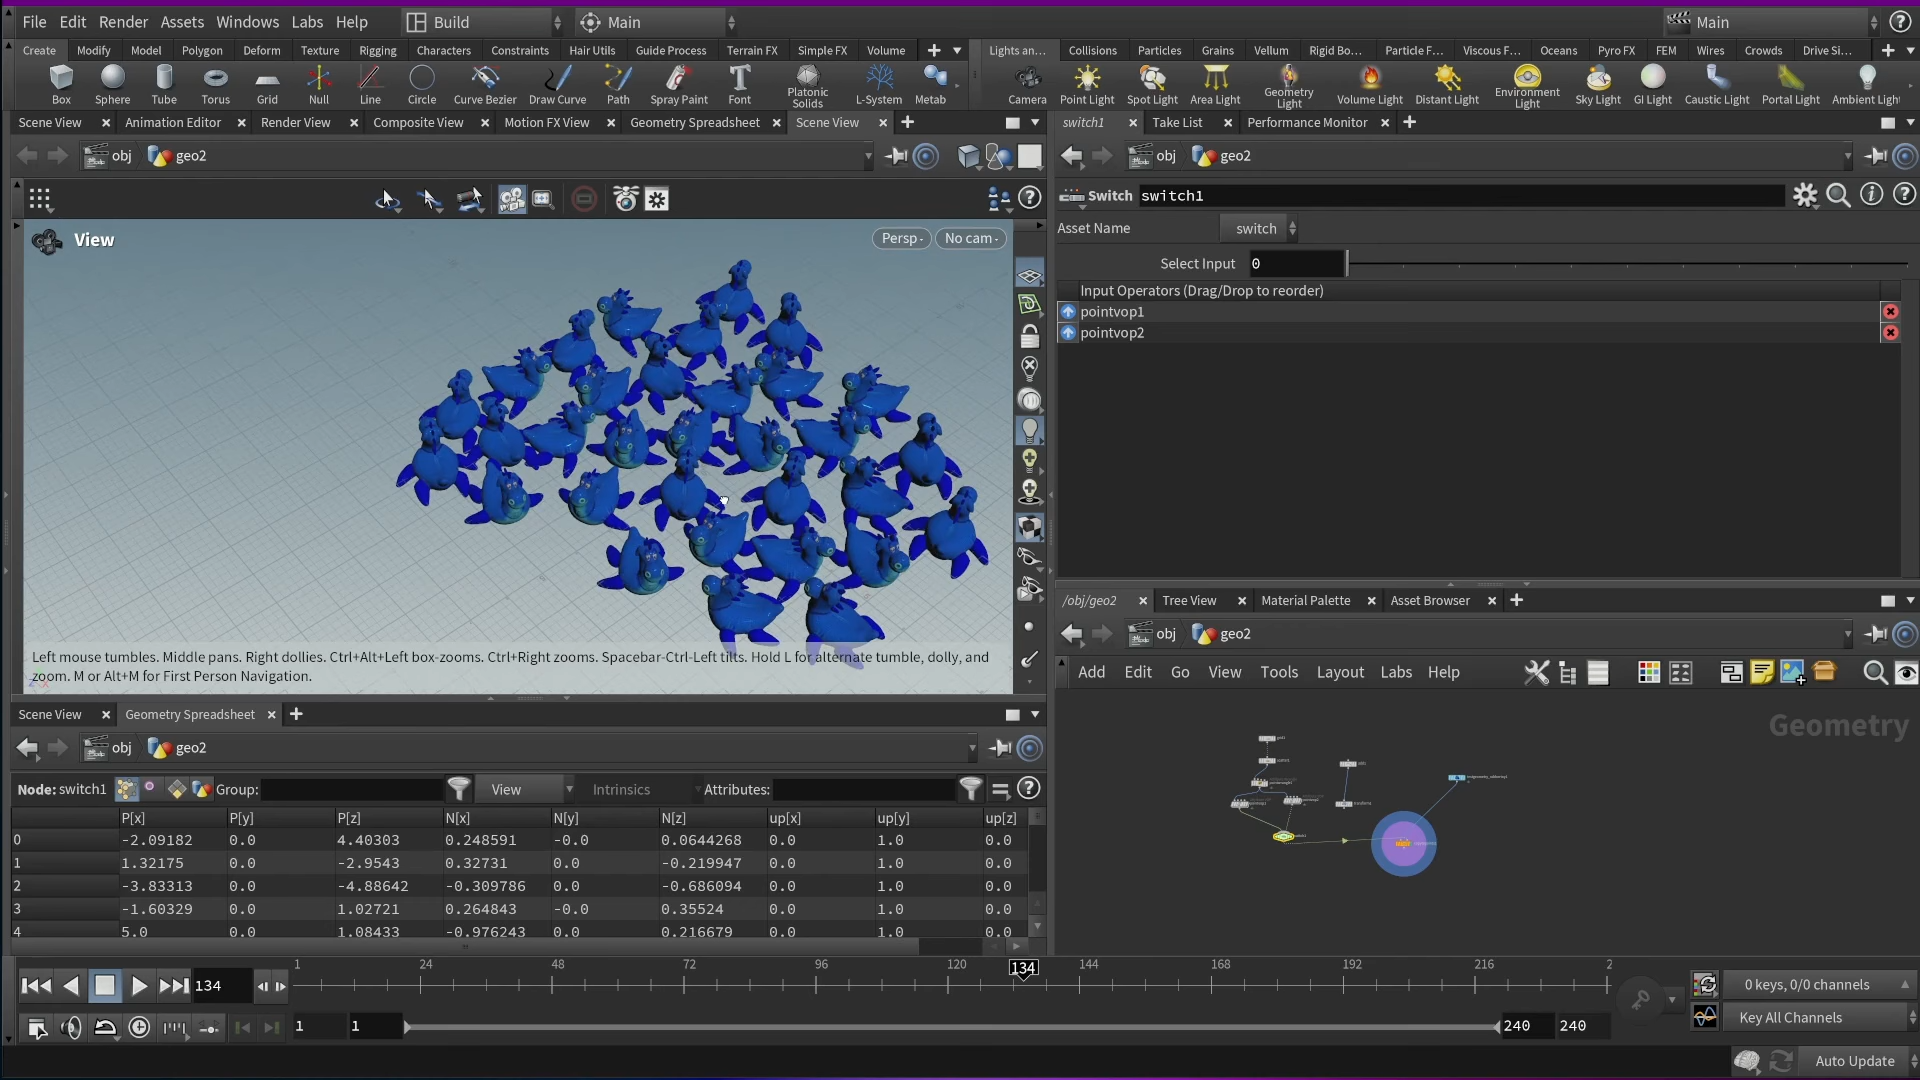 File Edit Render Assets Windows Labs Help Build Main Main
Create Modify Model Polygon Deform Texture Rigging Characters Constraints Hair Utils Guide Process Terrain FX Simple FX Volume Lights an... Collisions Particles Grains Vellum Rigid Bo... Particle F... Viscous F... Oceans Pyro FX FEM Wires Crowds Drive Si...
Box Sphere Tube Torus Grid Null Line Circle Curve Bezier Draw Curve Path Spray Paint Font Platonic Solids L-System Metab Camera Point Light Spot Light Area Light Geometry Light Volume Light Distant Light Environment Light Sky Light GI Light Caustic Light Portal Light Ambient Light
Scene View Animation Editor Render View Composite View Motion FX View Geometry Spreadsheet Scene View
obj geo2
View Persp No cam
Left mouse tumbles. Middle pans. Right dollies. Ctrl+Alt+Left box-zooms. Ctrl+Right zooms. Spacebar-Ctrl-Left tilts. Hold L for alternate tumble, dolly, and
zoom. M or Alt+M for First Person Navigation.
switch1 Take List Performance Monitor
obj geo2
Switch switch1
Asset Name switch
Select Input 0
Input Operators (Drag/Drop to reorder)
pointvop1
pointvop2
/obj/geo2 Tree View Material Palette Asset Browser
obj geo2
Add Edit Go View Tools Layout Labs Help
Geometry
Scene View Geometry Spreadsheet
obj geo2
Node: switch1 Group: View Intrinsics Attributes:
P[x] P[y] P[z] N[x] N[y] N[z] up[x] up[y] up[z]
0 -2.09182 0.0 4.40303 0.248591 -0.0 0.0644268 0.0 1.0 0.0
1 1.32175 0.0 -2.9543 0.32731 0.0 -0.219947 0.0 1.0 0.0
2 -3.83313 0.0 -4.88642 -0.309786 0.0 -0.686094 0.0 1.0 0.0
3 -1.60329 0.0 1.02721 0.264843 -0.0 0.35524 0.0 1.0 0.0
4 5.0 0.0 1.08433 -0.976243 0.0 0.216679 0.0 1.0 0.0
134 1 24 48 72 96 120 134 144 168 192 216 2
0 keys, 0/0 channels
1 1 240 240 Key All Channels
Auto Update